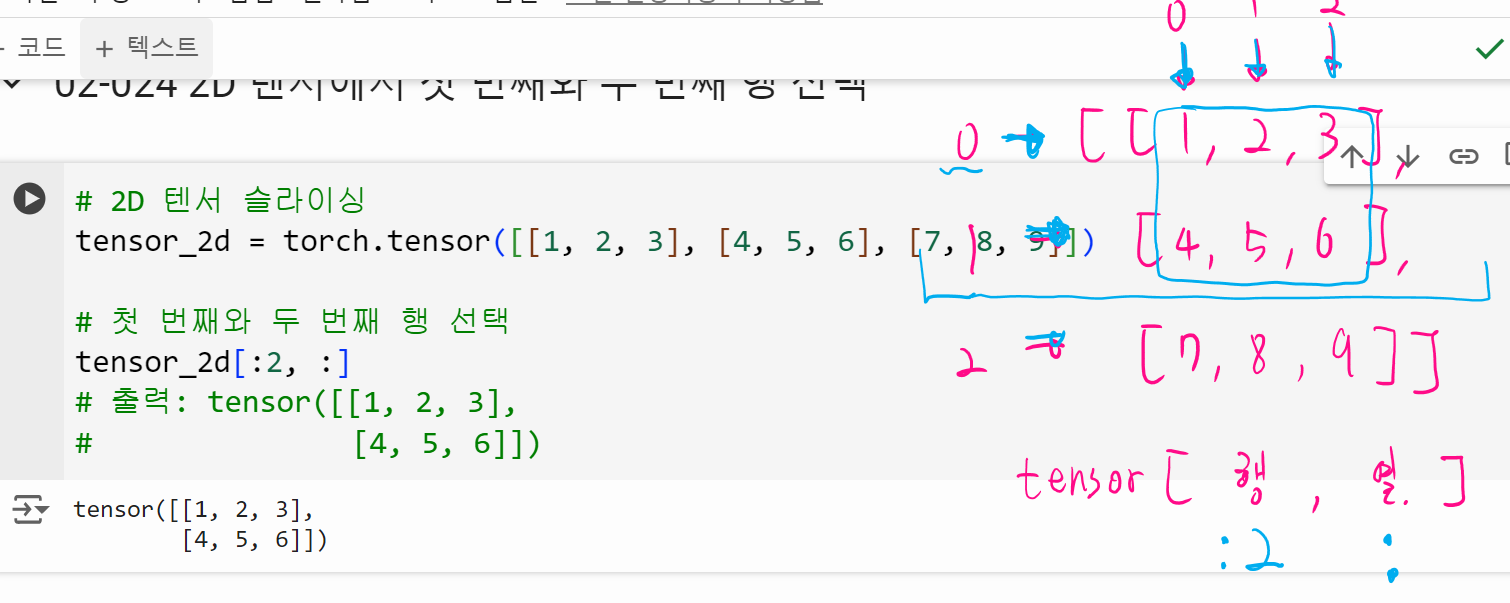 코드 + 텍스트
0 1 2
02-024 2D 텐서에서 첫 번째와 두 번째 행 선택
0 → [ [ 1, 2, 3 ],
# 2D 텐서 슬라이싱
tensor_2d = torch.tensor([[1, 2, 3], [4, 5, 6], [7, 8, 9]])
1 → [ 4, 5, 6 ],
# 첫 번째와 두 번째 행 선택
tensor_2d[:2, :]
2 → [ 7, 8, 9 ] ]
# 출력: tensor([[1, 2, 3],
# [4, 5, 6]])
tensor [ 행 , 열 ]
:2 :
tensor([[1, 2, 3],
[4, 5, 6]])